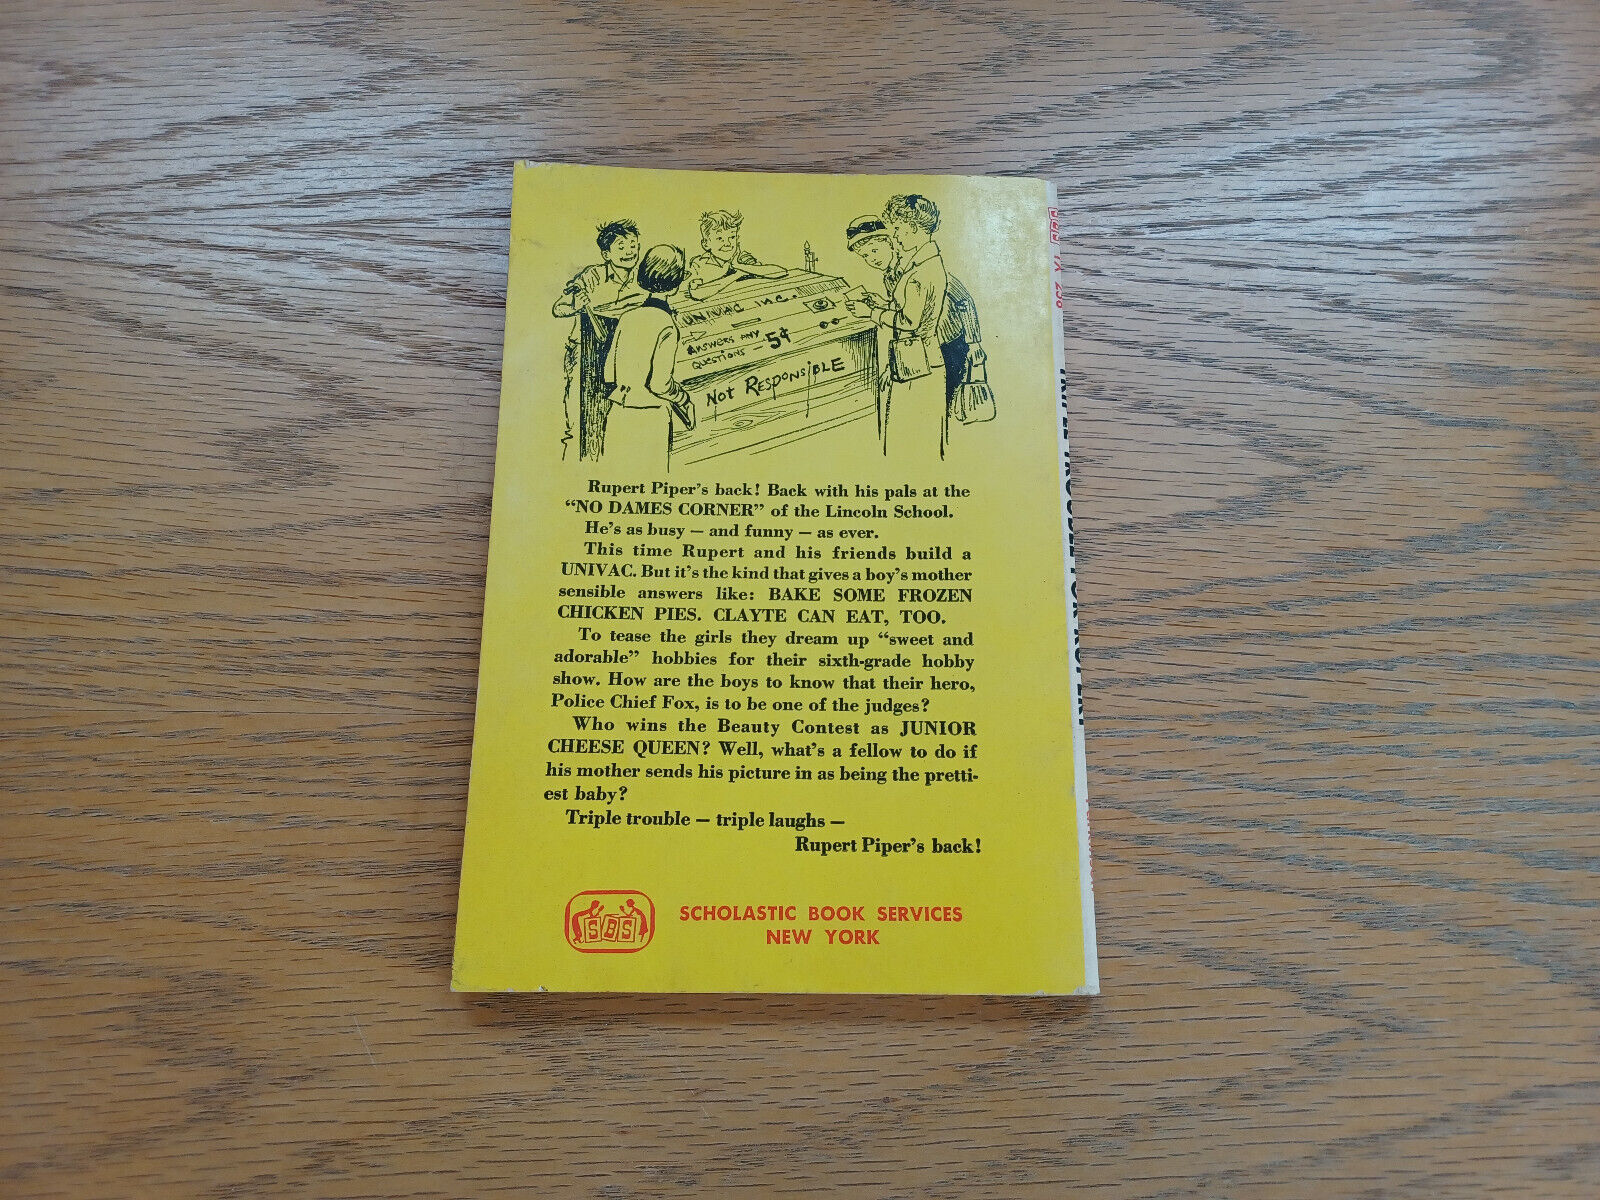 UNIVAC INC.
ANSWERS ANY
QUESTIONS — 5¢
NOT RESPONSIBLE
Rupert Piper's back! Back with his pals at the
“NO DAMES CORNER” of the Lincoln School.
He's as busy — and funny — as ever.
This time Rupert and his friends build a
UNIVAC. But it's the kind that gives a boy's mother
sensible answers like: BAKE SOME FROZEN
CHICKEN PIES. CLAYTE CAN EAT, TOO.
To tease the girls they dream up “sweet and
adorable” hobbies for their sixth-grade hobby
show. How are the boys to know that their hero,
Police Chief Fox, is to be one of the judges?
Who wins the Beauty Contest as JUNIOR
CHEESE QUEEN? Well, what's a fellow to do if
his mother sends his picture in as being the pretti-
est baby?
Triple trouble — triple laughs —
Rupert Piper's back!
SBS
SCHOLASTIC BOOK SERVICES
NEW YORK